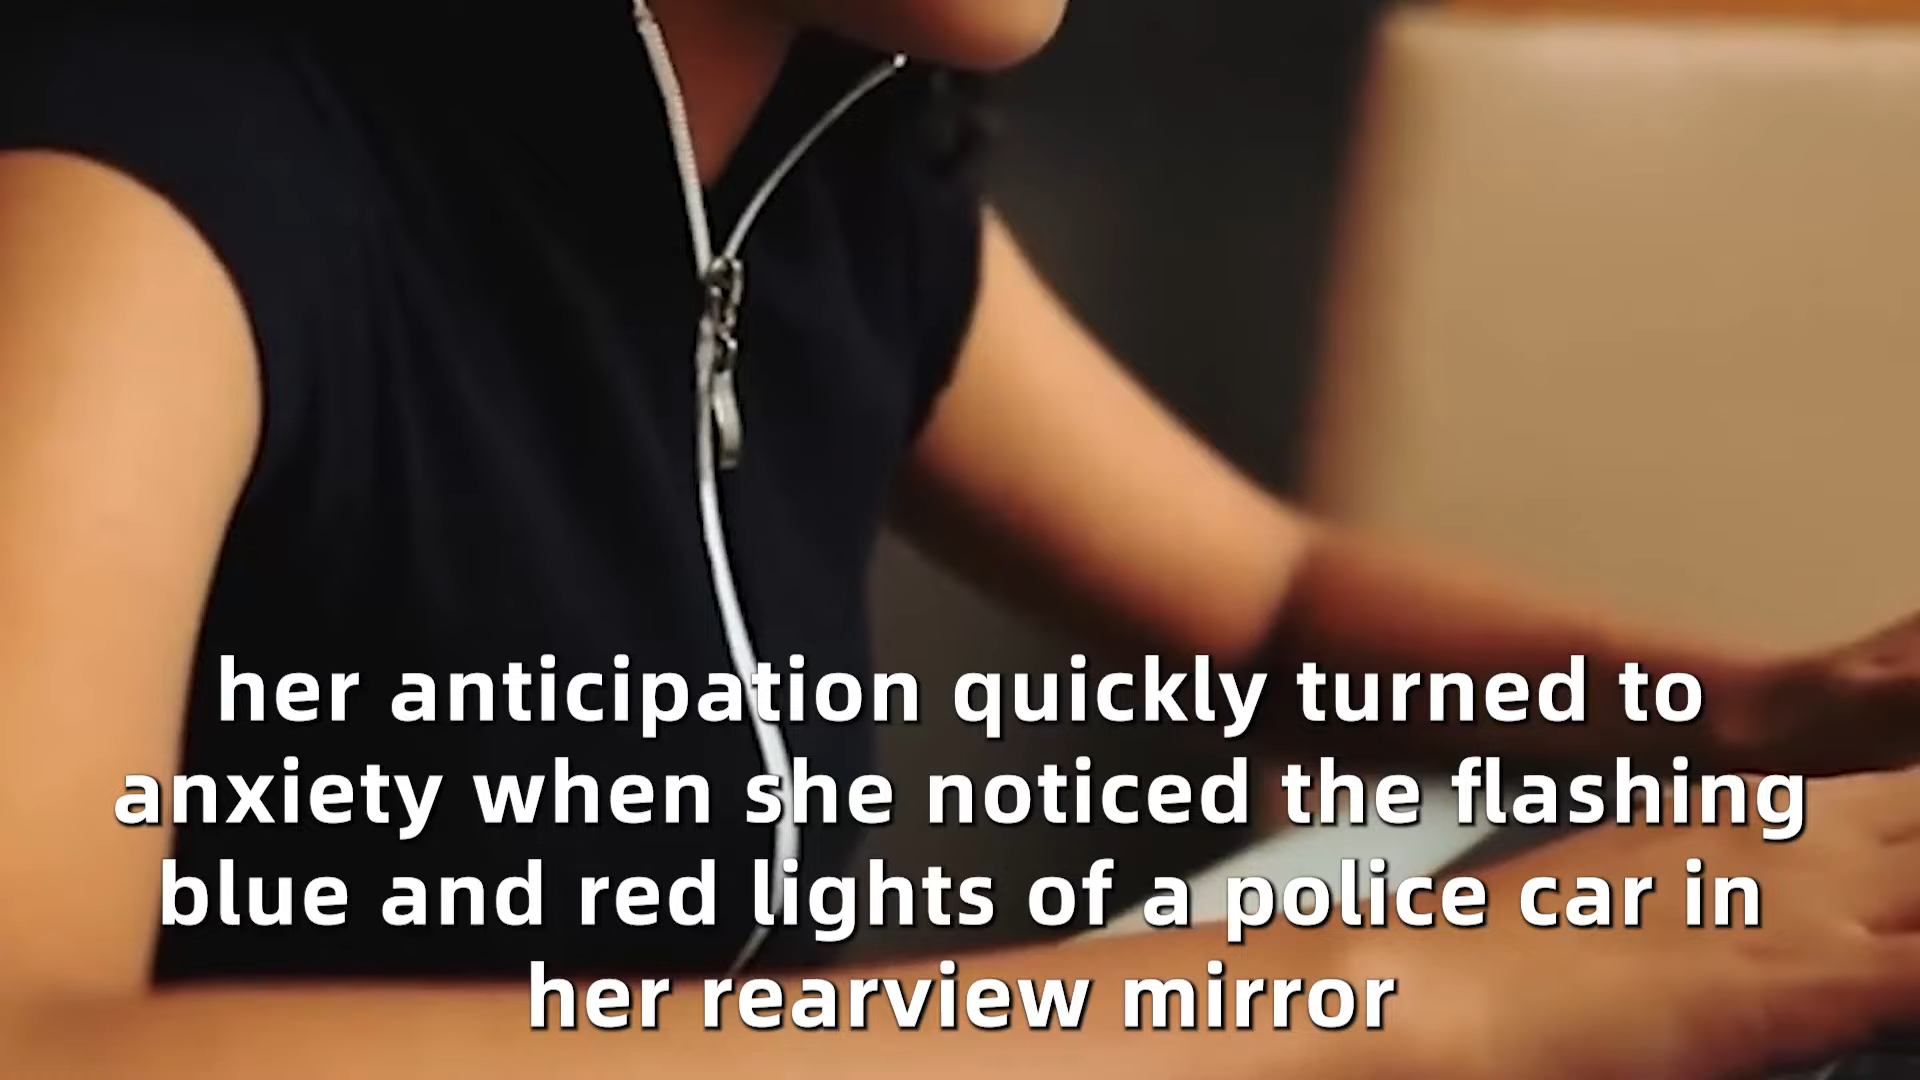 her anticipation quickly turned to
anxiety when she noticed the flashing
blue and red lights of a police car in
her rearview mirror